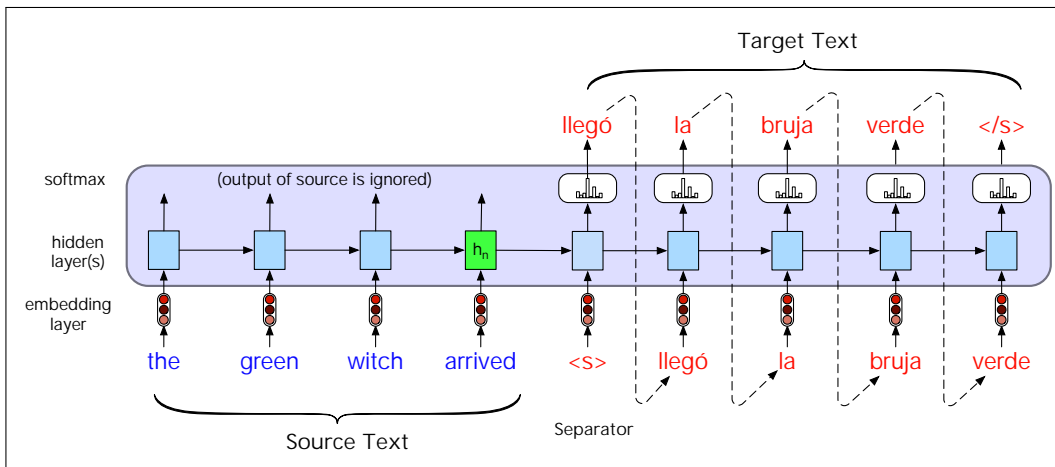 Target Text
llegó la bruja verde </s>
softmax (output of source is ignored)
hidden
layer(s)
hn
embedding
layer
the green witch arrived <s> llegó la bruja verde
Separator
Source Text